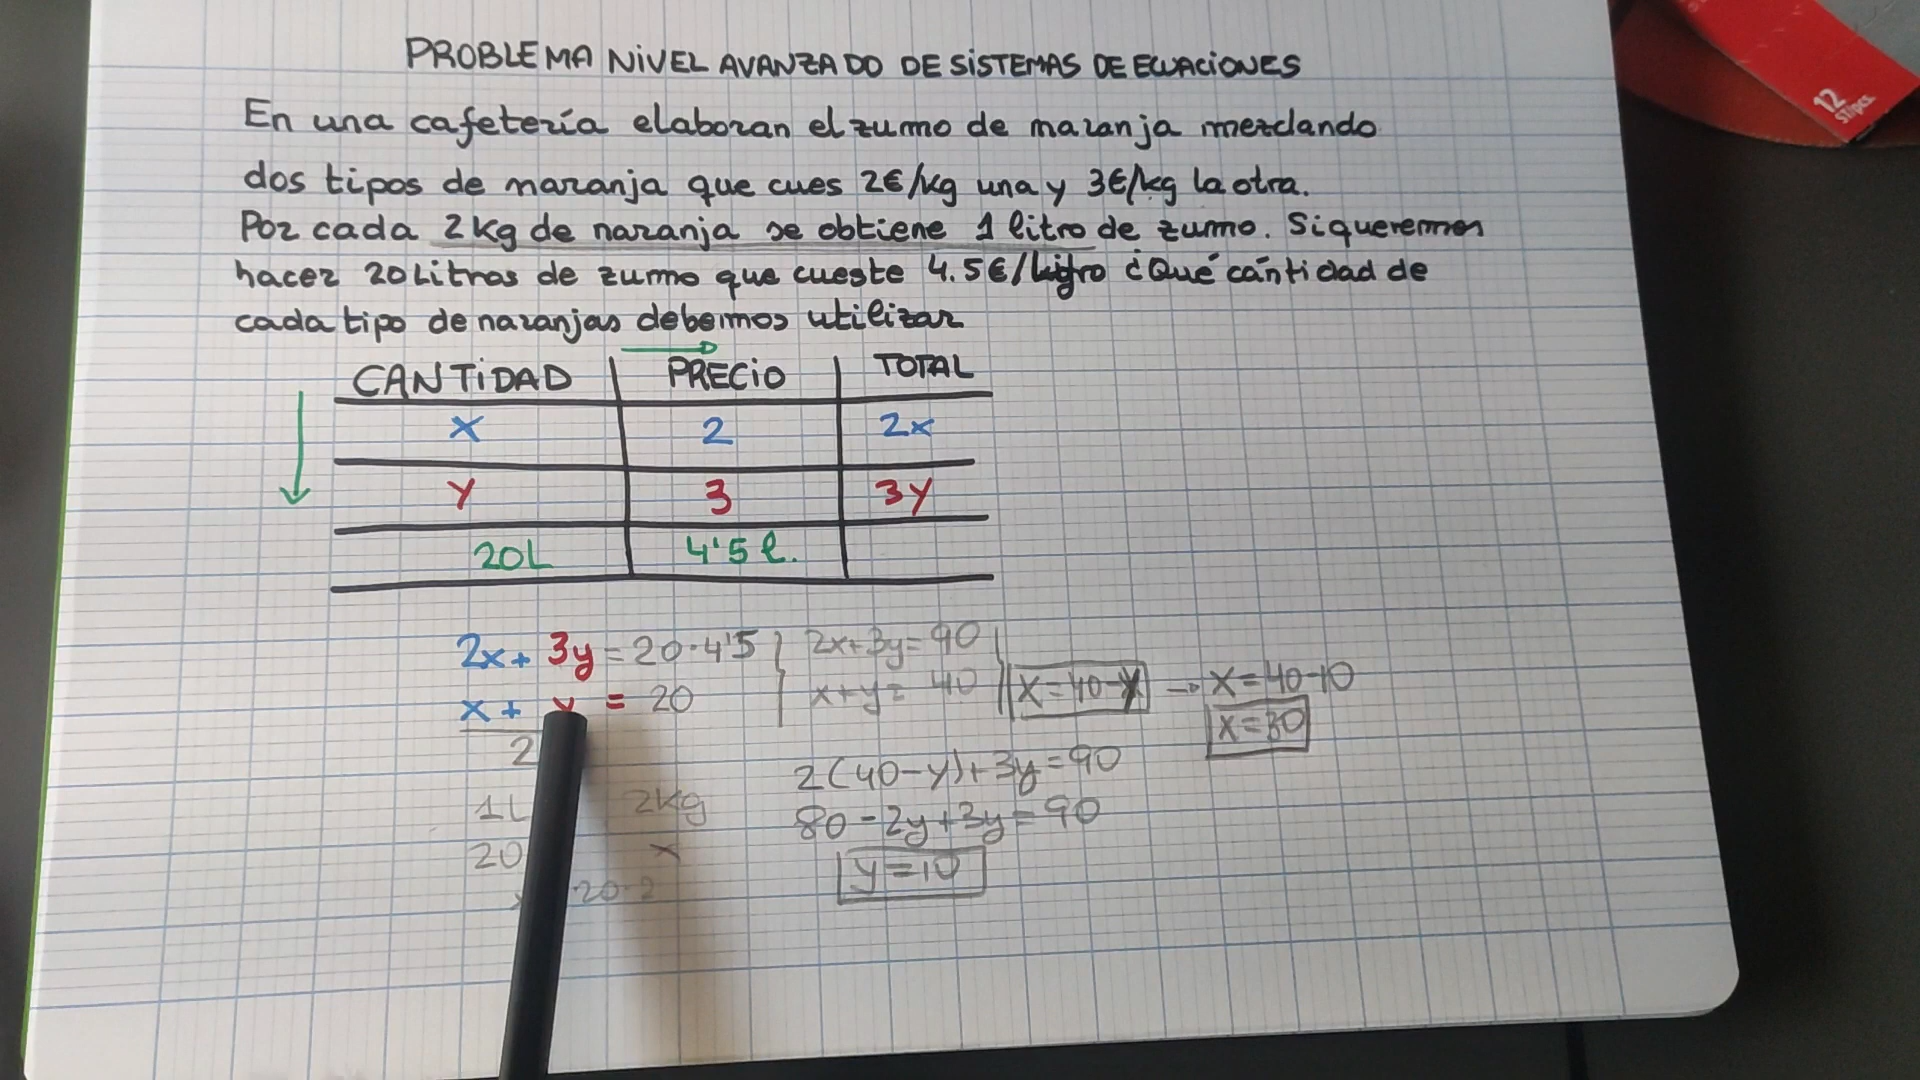 PROBLEMA NIVEL AVANZADO DE SISTEMAS DE ECUACIONES
En una cafetería elaboran el zumo de naranja mezclando
dos tipos de naranja que cues 2€/kg una y 3€/kg la otra.
Por cada 2Kg de naranja se obtiene 1 litro de zumo. Si queremos
hacer 20 Litros de zumo que cueste 4.5€/ ¿Qué cantidad de
cada tipo de naranjas debemos utilizar
CANTIDAD PRECIO TOTAL
x 2 2x
y 3 3y
20L 4'5 l.
2x+ 3y = 20·4'5 2x+3y=90
x + y = 20 x+y= 40 x=40-y → x=40-10
2 x=30
2(40-y)+3y=90
1L 2kg 80-2y+3y=90
20 x y=10
20·2
12
Stipcs